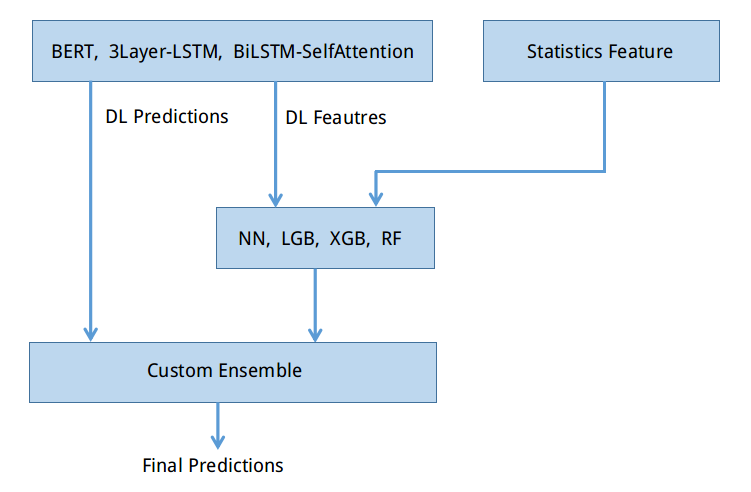 BERT, 3Layer-LSTM, BiLSTM-SelfAttention
Statistics Feature
DL Predictions
DL Feautres
NN, LGB, XGB, RF
Custom Ensemble
Final Predictions